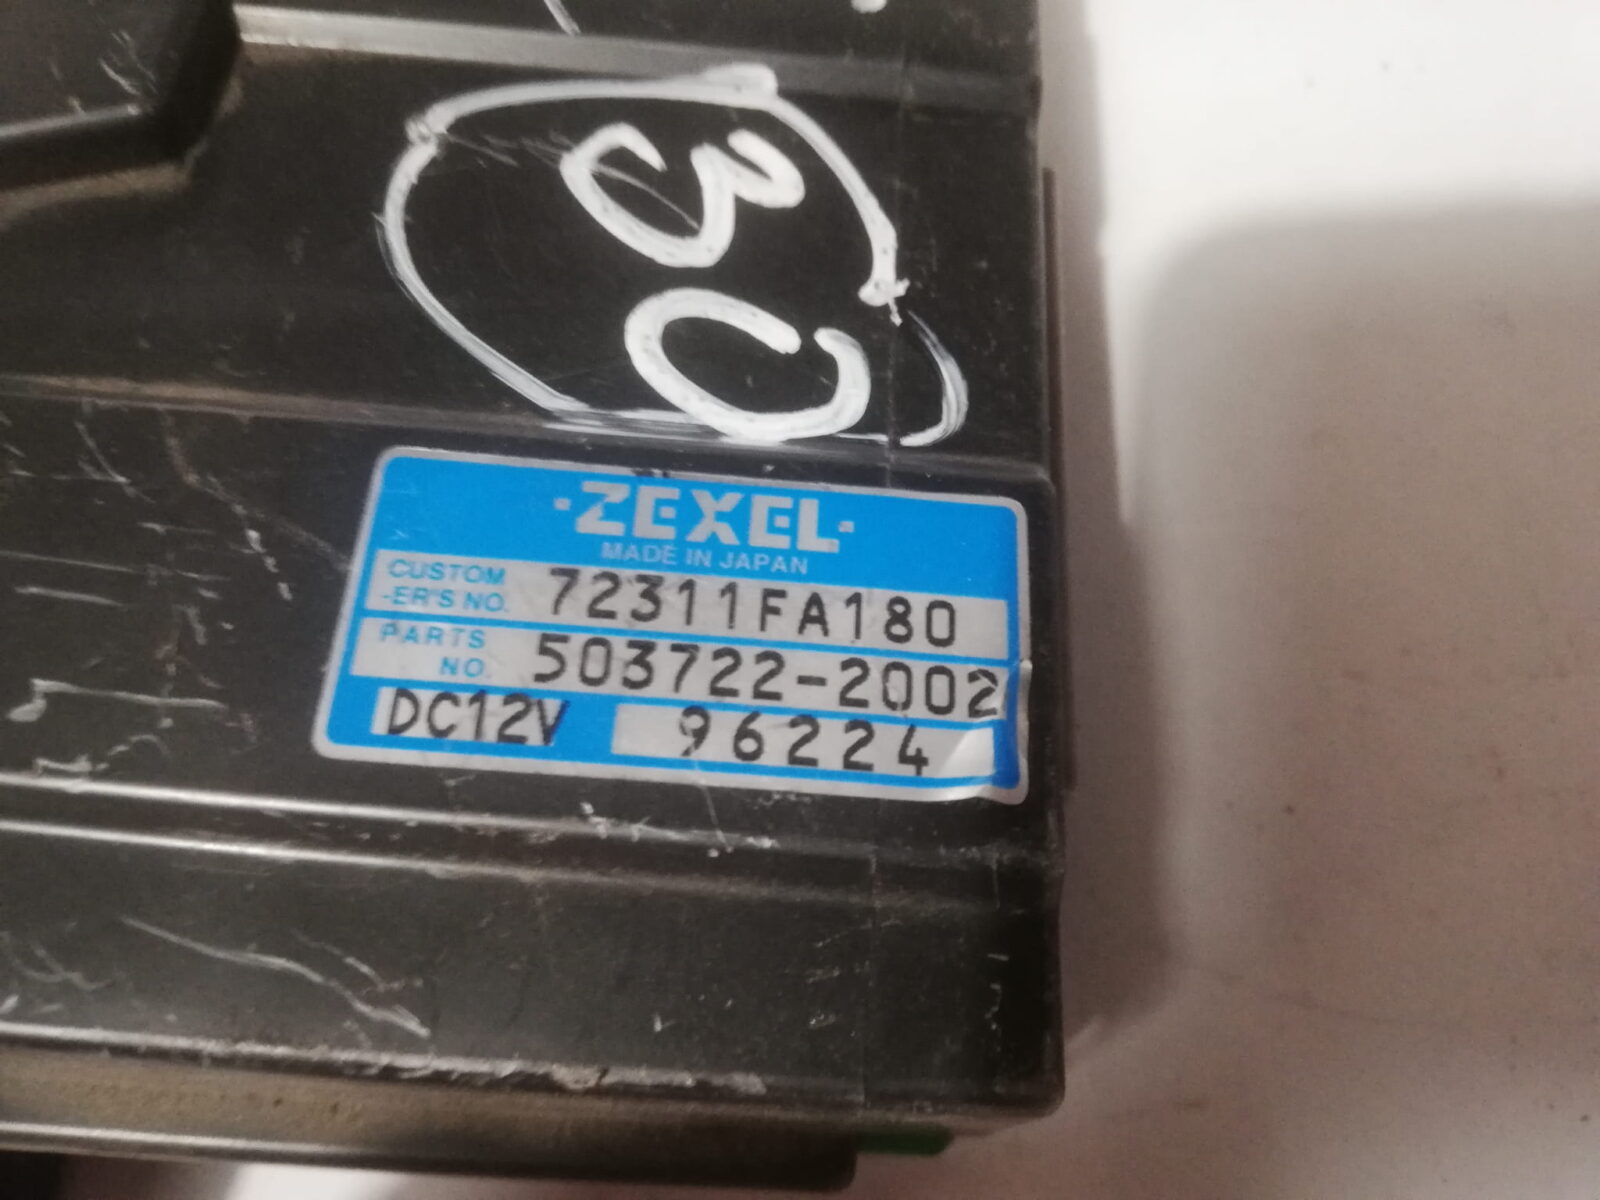 30
·ZEXEL·
MADE IN JAPAN
CUSTOM
-ER'S NO. 72311FA180
PARTS
NO. 503722-2002
DC12V 96224